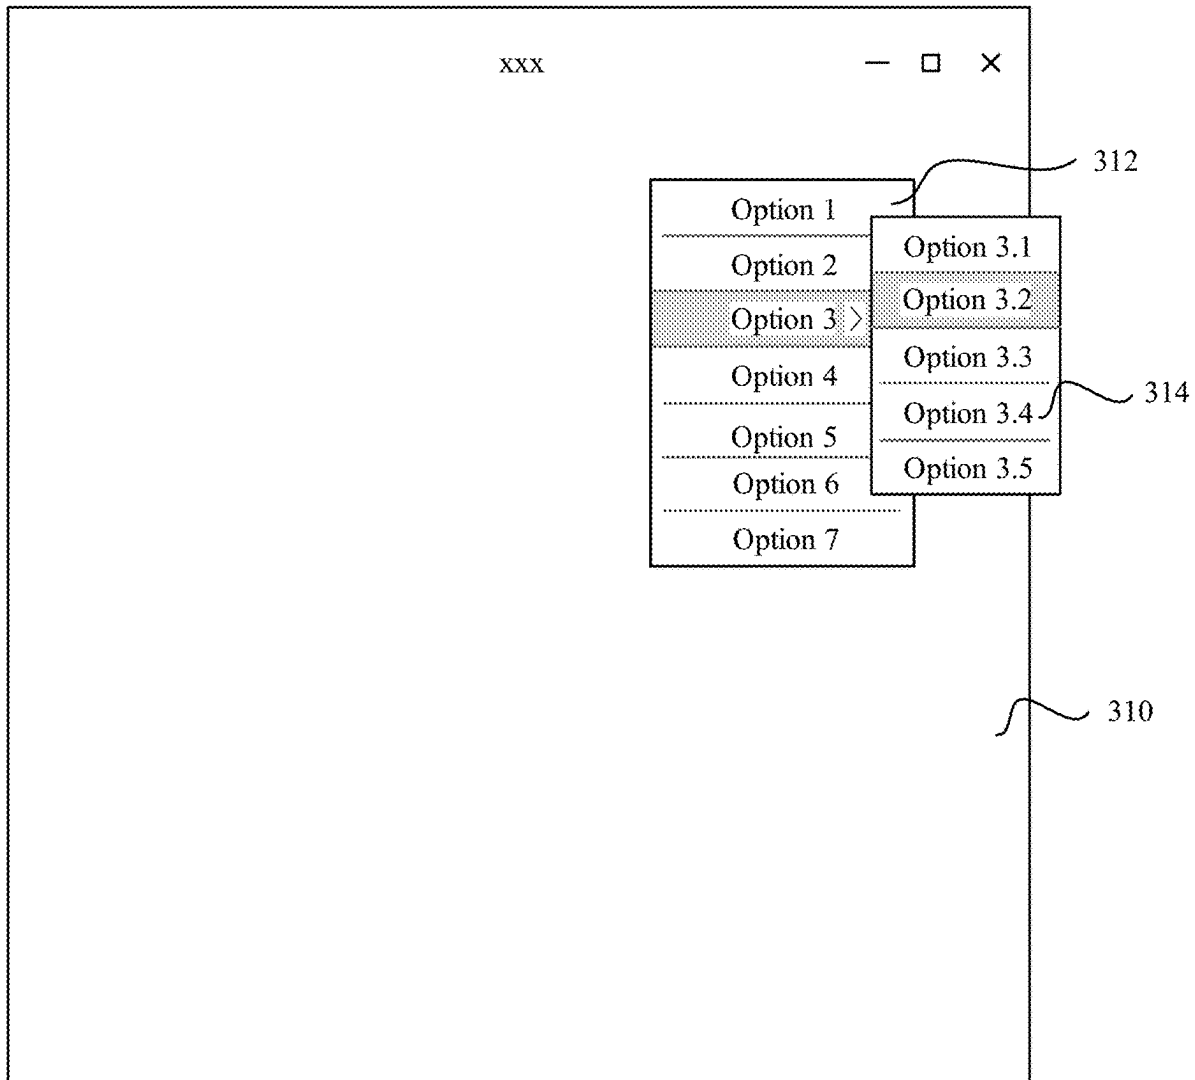 xxx
312
Option 1
Option 2
Option 3 >
Option 4
Option 5
Option 6
Option 7
Option 3.1
Option 3.2
Option 3.3
Option 3.4
Option 3.5
314
310